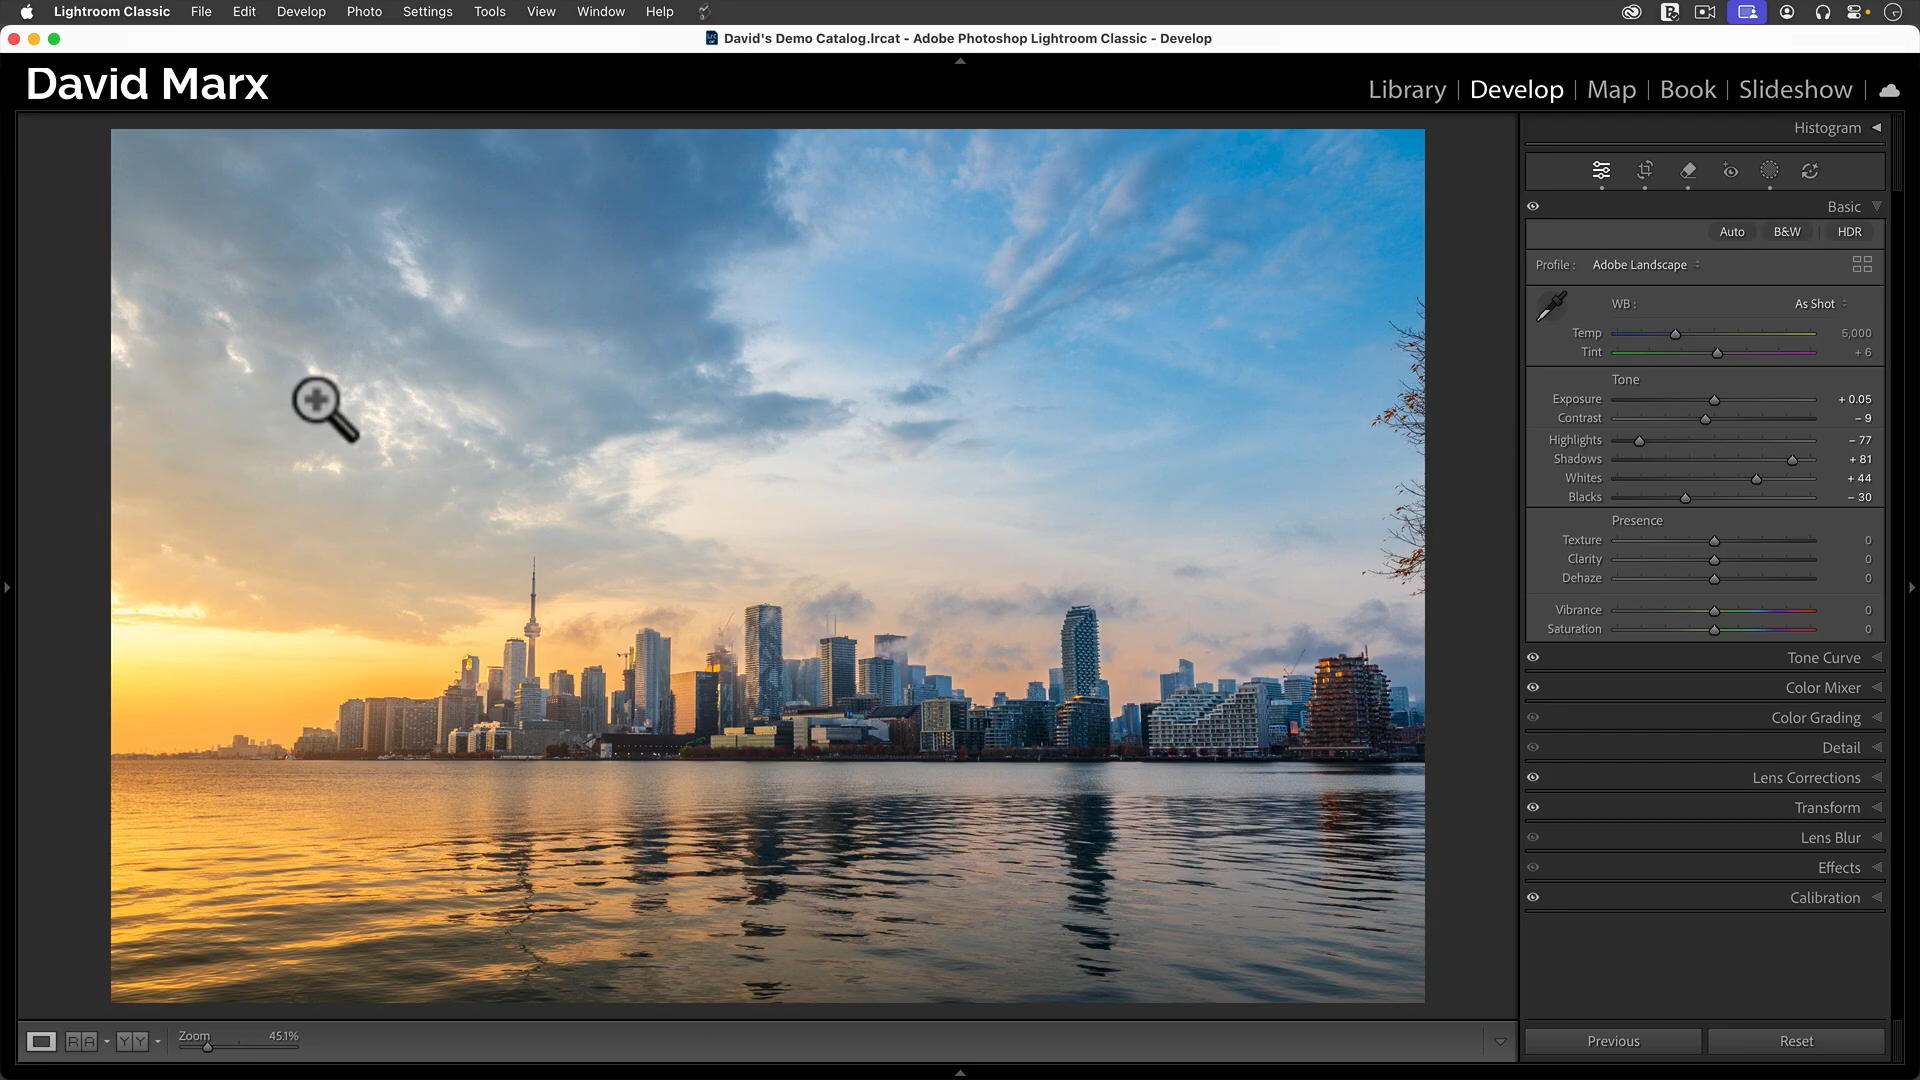 Lightroom Classic File Edit Develop Photo Settings Tools View Window Help
David's Demo Catalog.lrcat - Adobe Photoshop Lightroom Classic - Develop
David Marx
Library | Develop | Map | Book | Slideshow |
Histogram
Basic
Auto B&W | HDR
Profile : Adobe Landscape
WB : As Shot
Temp 5,000
Tint + 6
Tone
Exposure + 0.05
Contrast – 9
Highlights – 77
Shadows + 81
Whites + 44
Blacks – 30
Presence
Texture 0
Clarity 0
Dehaze 0
Vibrance 0
Saturation 0
Tone Curve
Color Mixer
Color Grading
Detail
Lens Corrections
Transform
Lens Blur
Effects
Calibration
R A Y Y Zoom 45.1%
Previous Reset